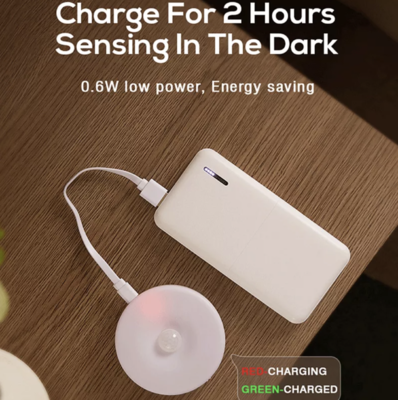 Charge For 2 Hours
Sensing In The Dark
0.6W low power, Energy saving
RED CHARGING
GREEN-CHARGED